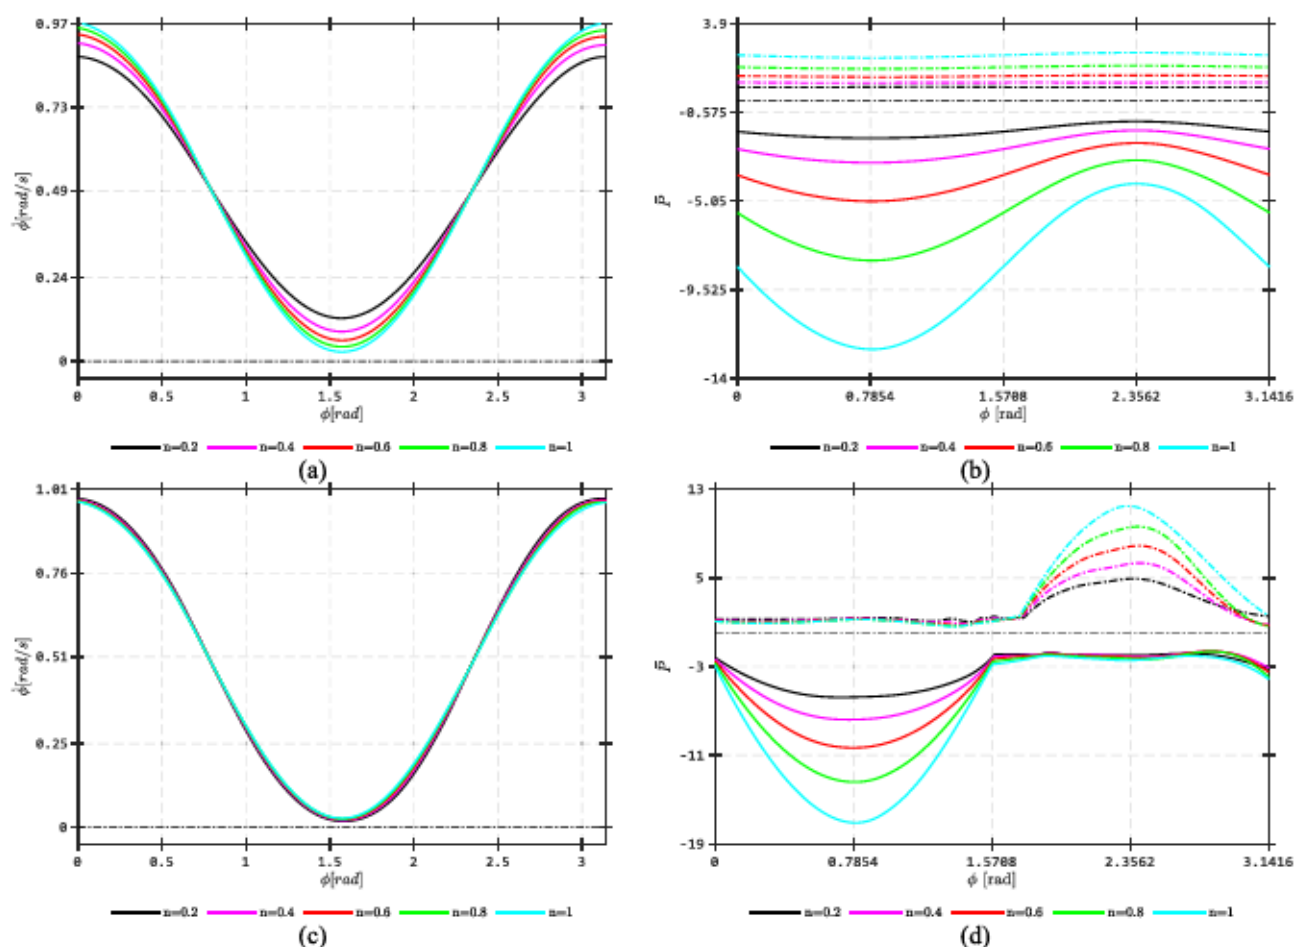 0.97
0.73
0.49
0.24
0
ϕ̇[rad/s]
0 0.5 1 1.5 2 2.5 3
ϕ[rad]
n=0.2 n=0.4 n=0.6 n=0.8 n=1
(a)
3.9
-0.575
-5.05
-9.525
-14
p̄
0 0.7854 1.5708 2.3562 3.1416
ϕ [rad]
n=0.2 n=0.4 n=0.6 n=0.8 n=1
(b)
1.01
0.76
0.51
0.25
0
ϕ̇[rad/s]
0 0.5 1 1.5 2 2.5 3
ϕ[rad]
n=0.2 n=0.4 n=0.6 n=0.8 n=1
(c)
13
5
-3
-11
-19
p̄
0 0.7854 1.5708 2.3562 3.1416
ϕ [rad]
n=0.2 n=0.4 n=0.6 n=0.8 n=1
(d)